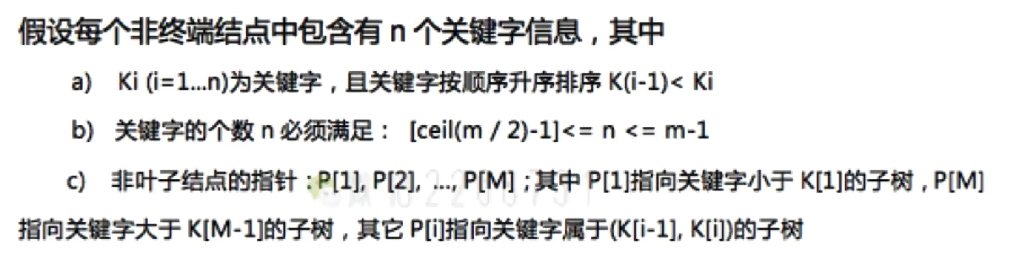 假设每个非终端结点中包含有 n 个关键字信息，其中
a) Ki (i=1...n)为关键字，且关键字按顺序升序排序 K(i-1)< Ki
b) 关键字的个数 n 必须满足： [ceil(m / 2)-1]<= n <= m-1
c) 非叶子结点的指针：P[1], P[2], ..., P[M]；其中 P[1]指向关键字小于 K[1]的子树，P[M]
指向关键字大于 K[M-1]的子树，其它 P[i]指向关键字属于(K[i-1], K[i])的子树